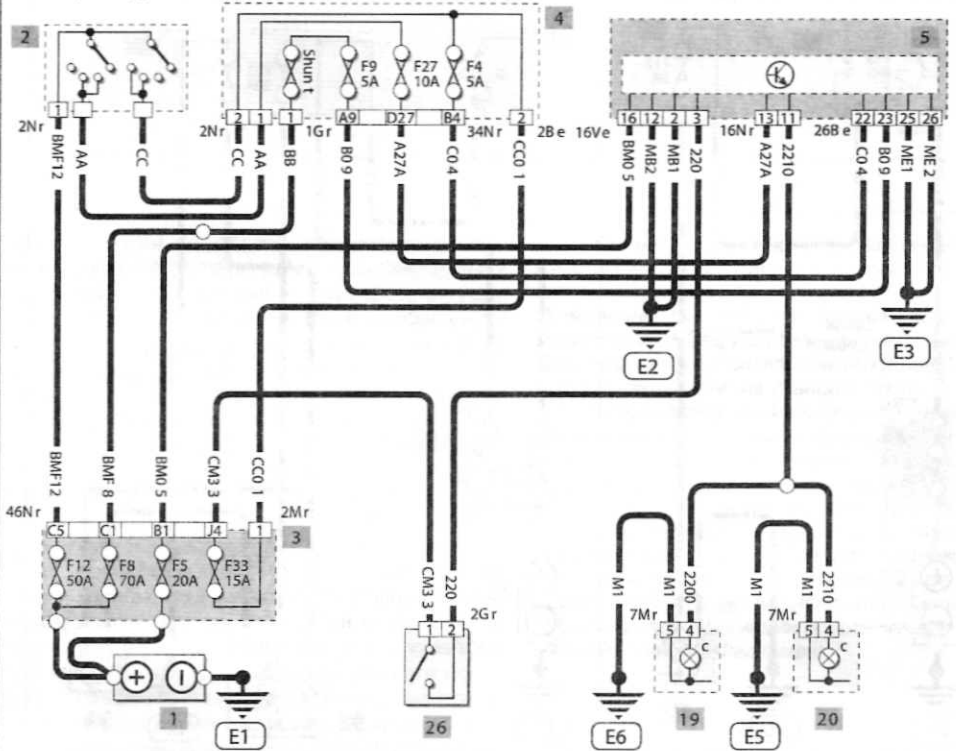 2
4
5
Shunt
F9
5A
F27
10A
F4
5A
1
2 1 1 A9 D27 B4 2
16 12 2 3 13 11 22 23 25 26
2Nr
2Nr
1Gr
34Nr
2Be
16Ve
16Nr
26Be
BMF12
AA
CC
CC
AA
BB
B0 9
A27A
C0 4
CC0 1
BM0 5
MB2
MB1
220
A27A
2210
C0 4
B0 9
ME1
ME 2
E2
E3
BMF12
BMF 8
BM0 5
CM3 3
CC0 1
46Nr
2Mr
C5 C1 B1 J4 1
3
F12
50A
F8
70A
F5
20A
F33
15A
CM3 3
220
2Gr
1 2
M1
M1
2200
M1
M1
2210
7Mr
5 4
7Mr
5 4
c
c
+
−
1
E1
26
E6
19
E5
20